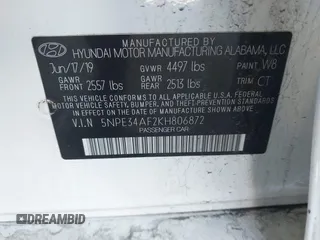 MANUFACTURED BY
HYUNDAI MOTOR MANUFACTURING ALABAMA, LLC
Jun/17/19 GVWR 4497 lbs PAINT W8
FRONT 2557 lbs REAR 2513 lbs TRIM CT
THIS VEHICLE CONFORMS TO ALL APPLICABLE U.S.A. FEDERAL
MOTOR VEHICLE SAFETY, BUMPER, AND THEFT PREVENTION STANDARDS
IN EFFECT ON THE DATE OF MANUFACTURE SHOWN ABOVE.
V.I.N 5NPE34AF2KH806872
PASSENGER CAR
© DREAMBID
DREAMBID.COM